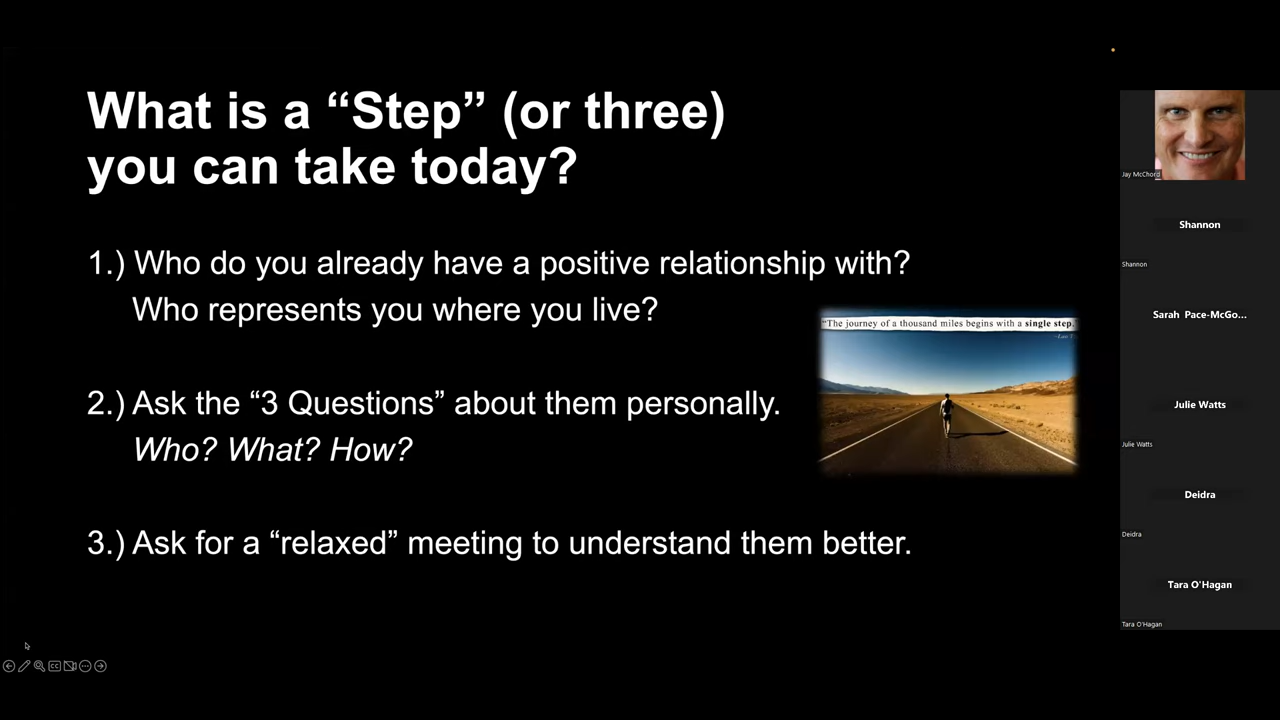 What is a “Step” (or three)
you can take today?
1.) Who do you already have a positive relationship with?
Who represents you where you live?
2.) Ask the “3 Questions” about them personally.
Who? What? How?
3.) Ask for a “relaxed” meeting to understand them better.
“The journey of a thousand miles begins with a single step.
Jay McChord
Shannon
Shannon
Sarah Pace-McGo...
Julie Watts
Julie Watts
Deidra
Deidra
Tara O'Hagan
Tara O'Hagan
CC